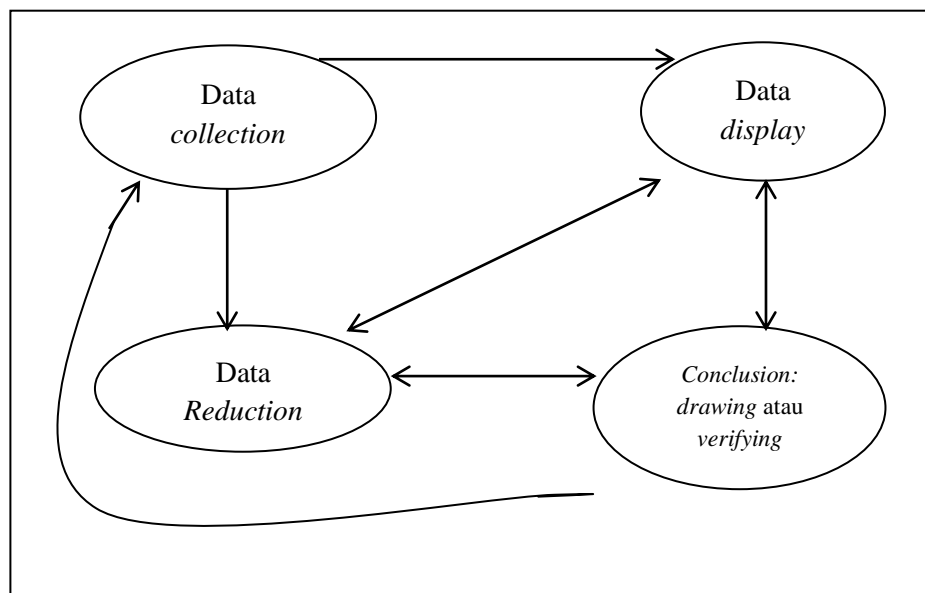 Data
collection
Data
display
Data
Reduction
Conclusion:
drawing atau
verifying